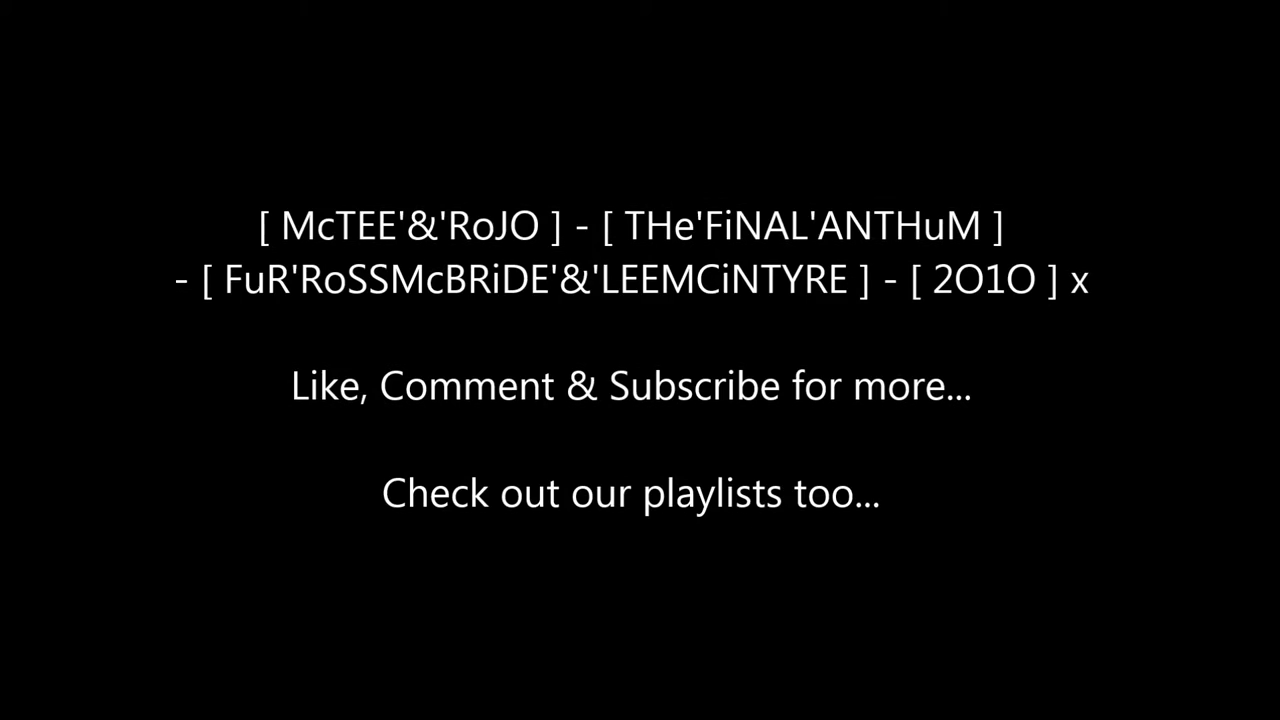 [ McTEE'&'RoJO ] - [ THe'FiNAL'ANTHuM ]
- [ FuR'RoSSMcBRiDE'&'LEEMCiNTYRE ] - [ 2O1O ] x
Like, Comment & Subscribe for more...
Check out our playlists too...